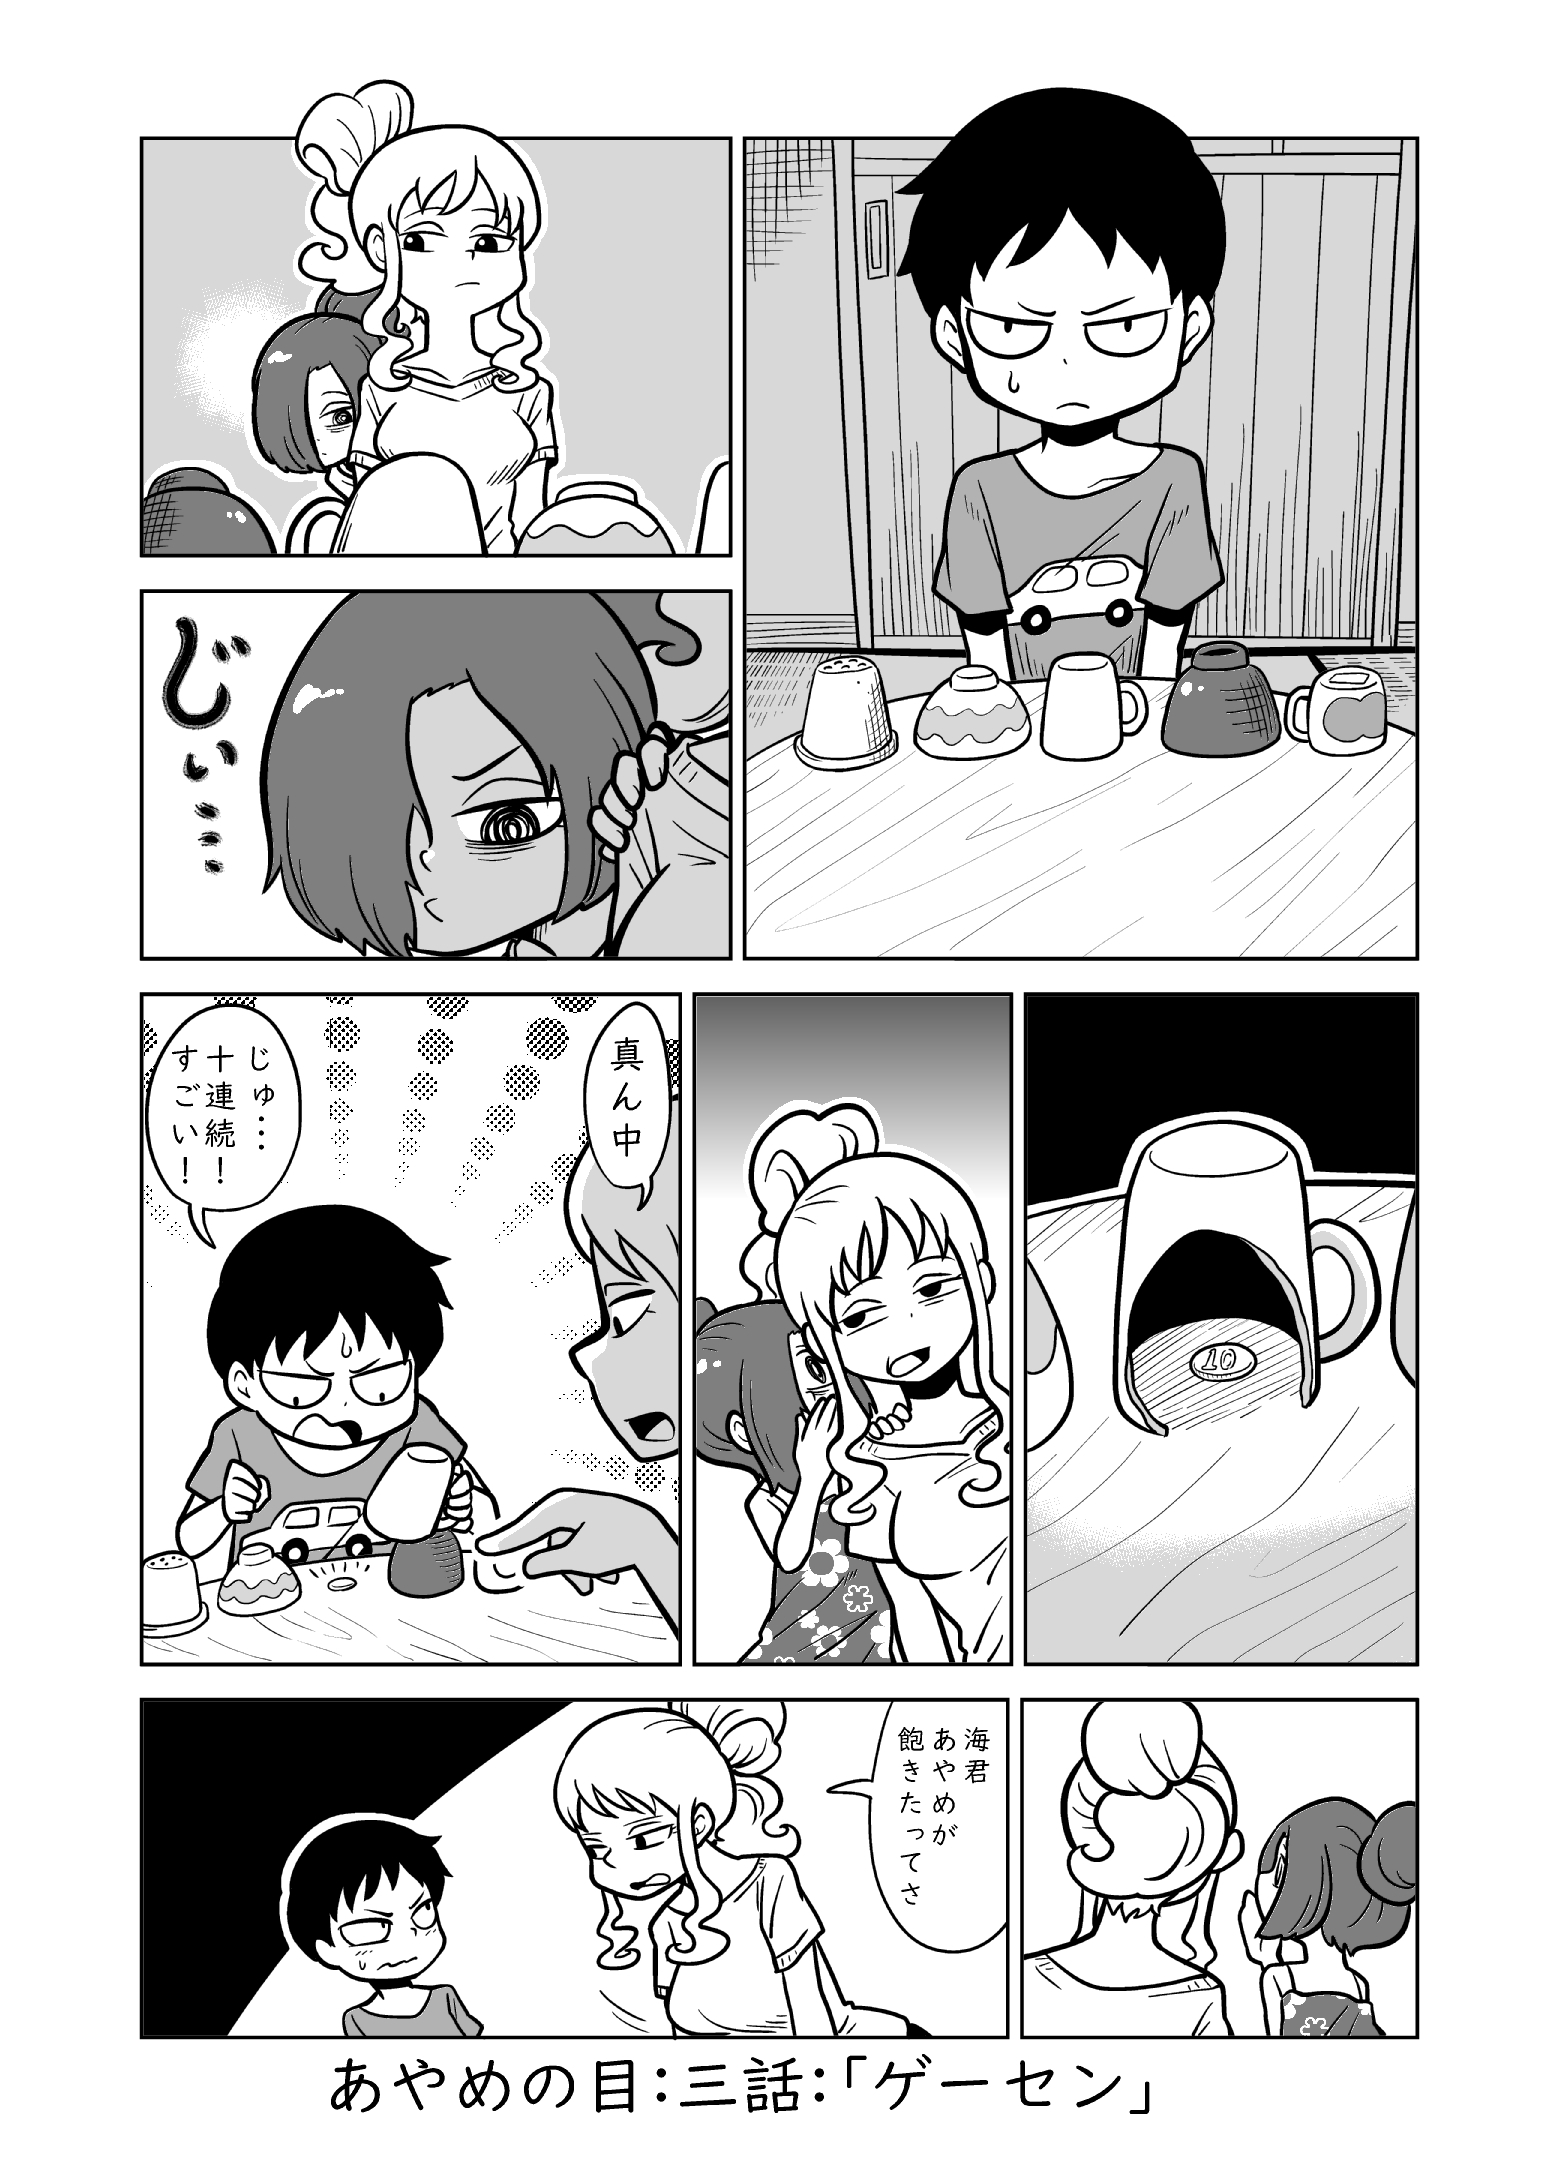 じぃ…
10
真ん中
じゅ…
十連続！
すごい！
海君
あやめが
飽きたってさ
あやめの目：三話：「ゲーセン」